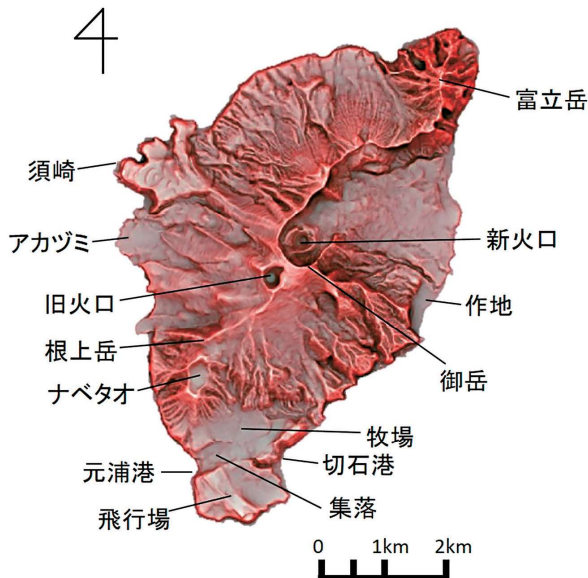 富立岳
須崎
アカヅミ
新火口
旧火口
作地
根上岳
御岳
ナベタオ
牧場
切石港
元浦港
集落
飛行場
0 1km 2km